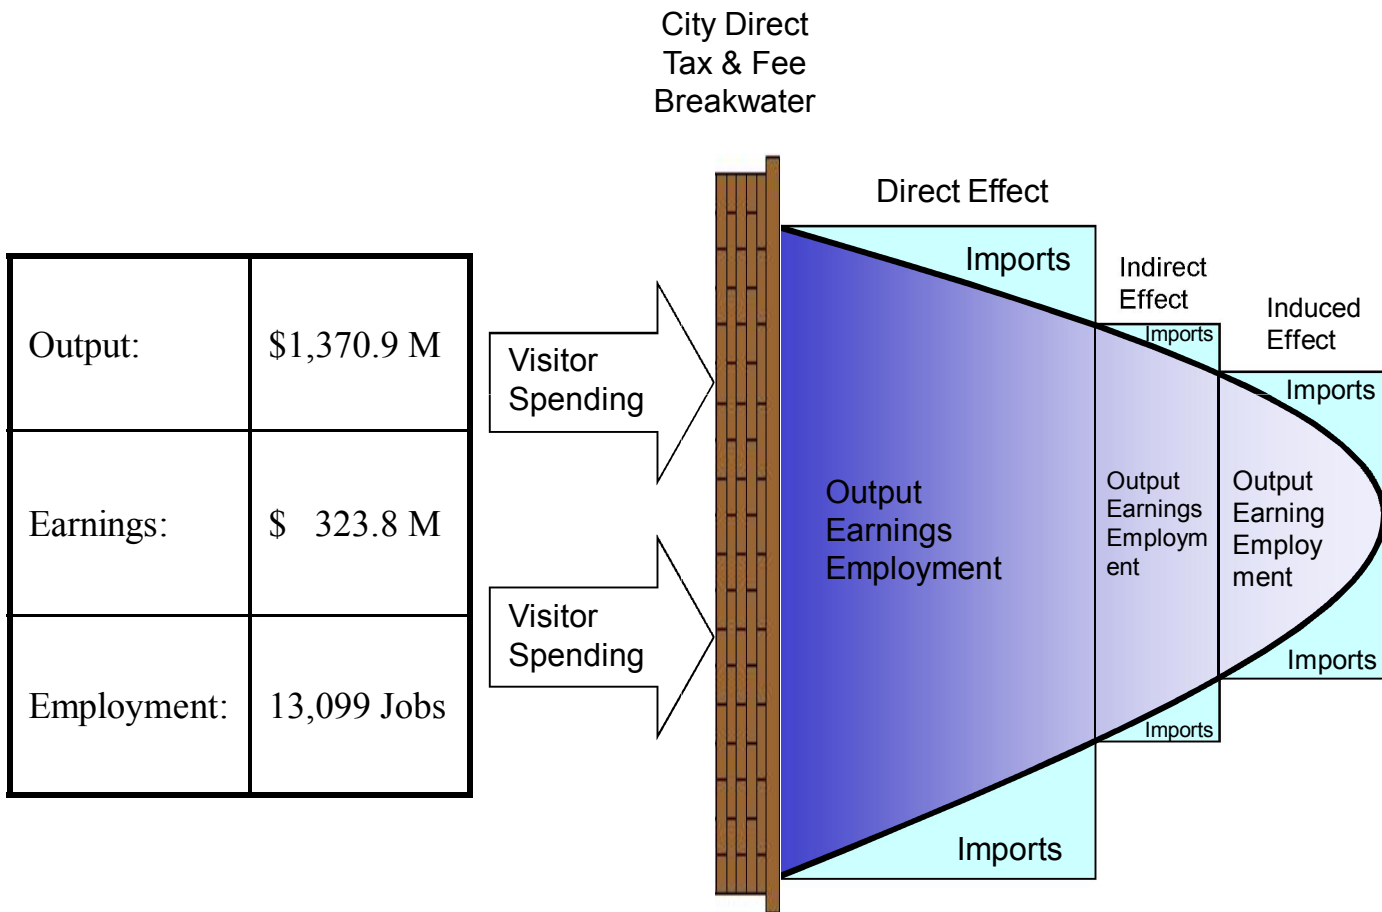 City Direct
Tax & Fee
Breakwater
Direct Effect
Imports
Indirect
Effect
Imports
Induced
Effect
Imports
Output: $1,370.9 M
Earnings: $ 323.8 M
Employment: 13,099 Jobs
Visitor
Spending
Visitor
Spending
Output
Earnings
Employment
Output
Earnings
Employm
ent
Output
Earning
Employ
ment
Imports
Imports
Imports